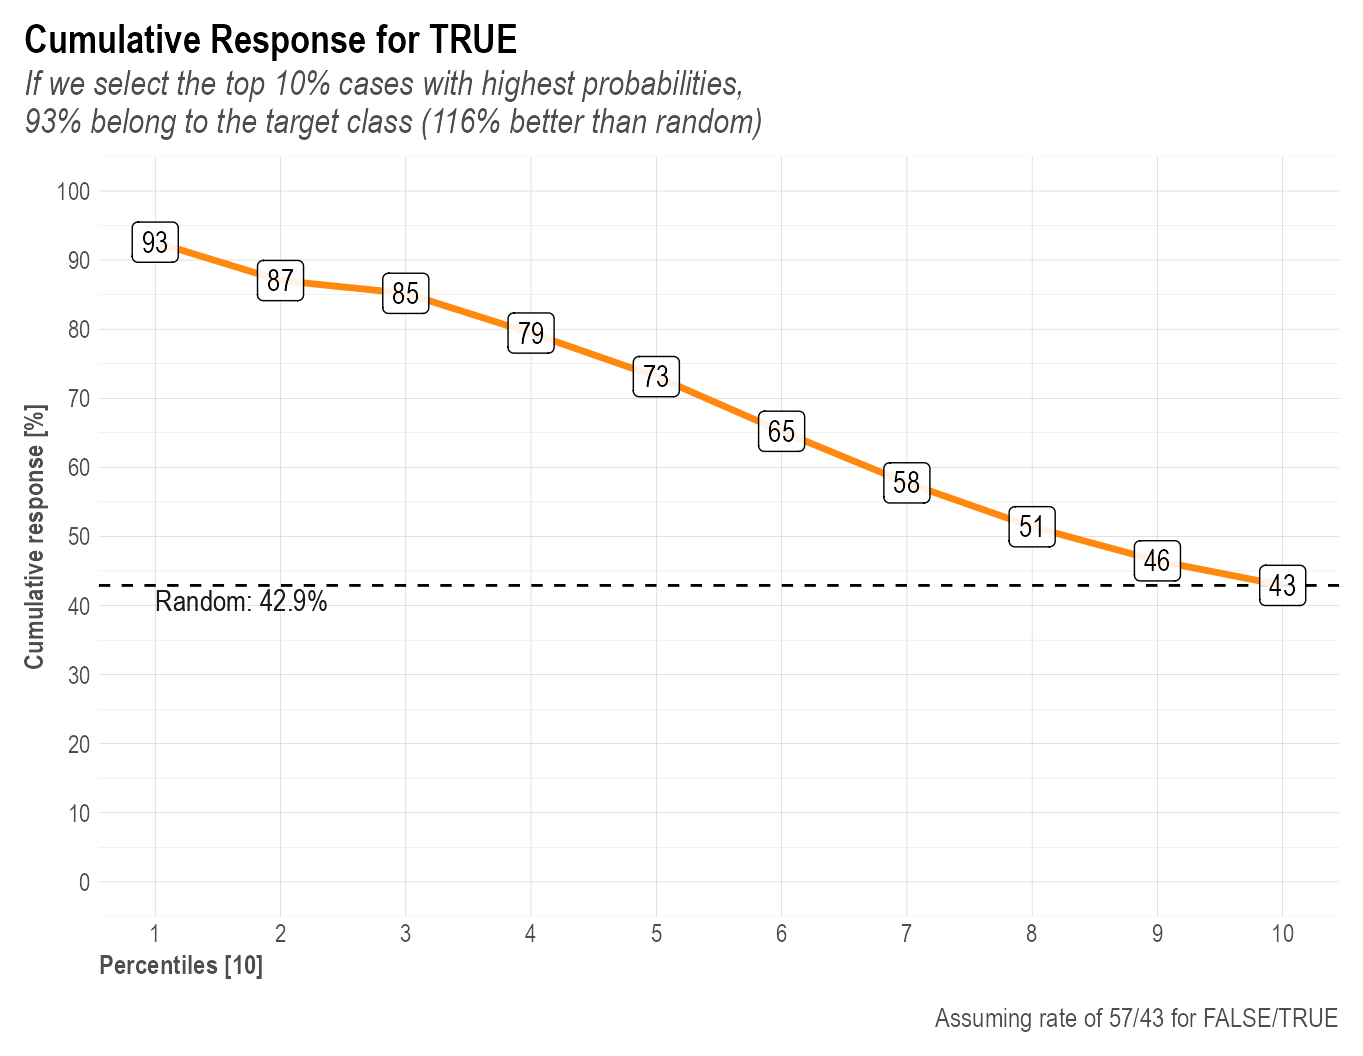 Cumulative Response for TRUE
If we select the top 10% cases with highest probabilities,
93% belong to the target class (116% better than random)
Cumulative response [%]
100
90
80
70
60
50
40
30
20
10
0
93
87
85
79
73
65
58
51
46
43
Random: 42.9%
1 2 3 4 5 6 7 8 9 10
Percentiles [10]
Assuming rate of 57/43 for FALSE/TRUE